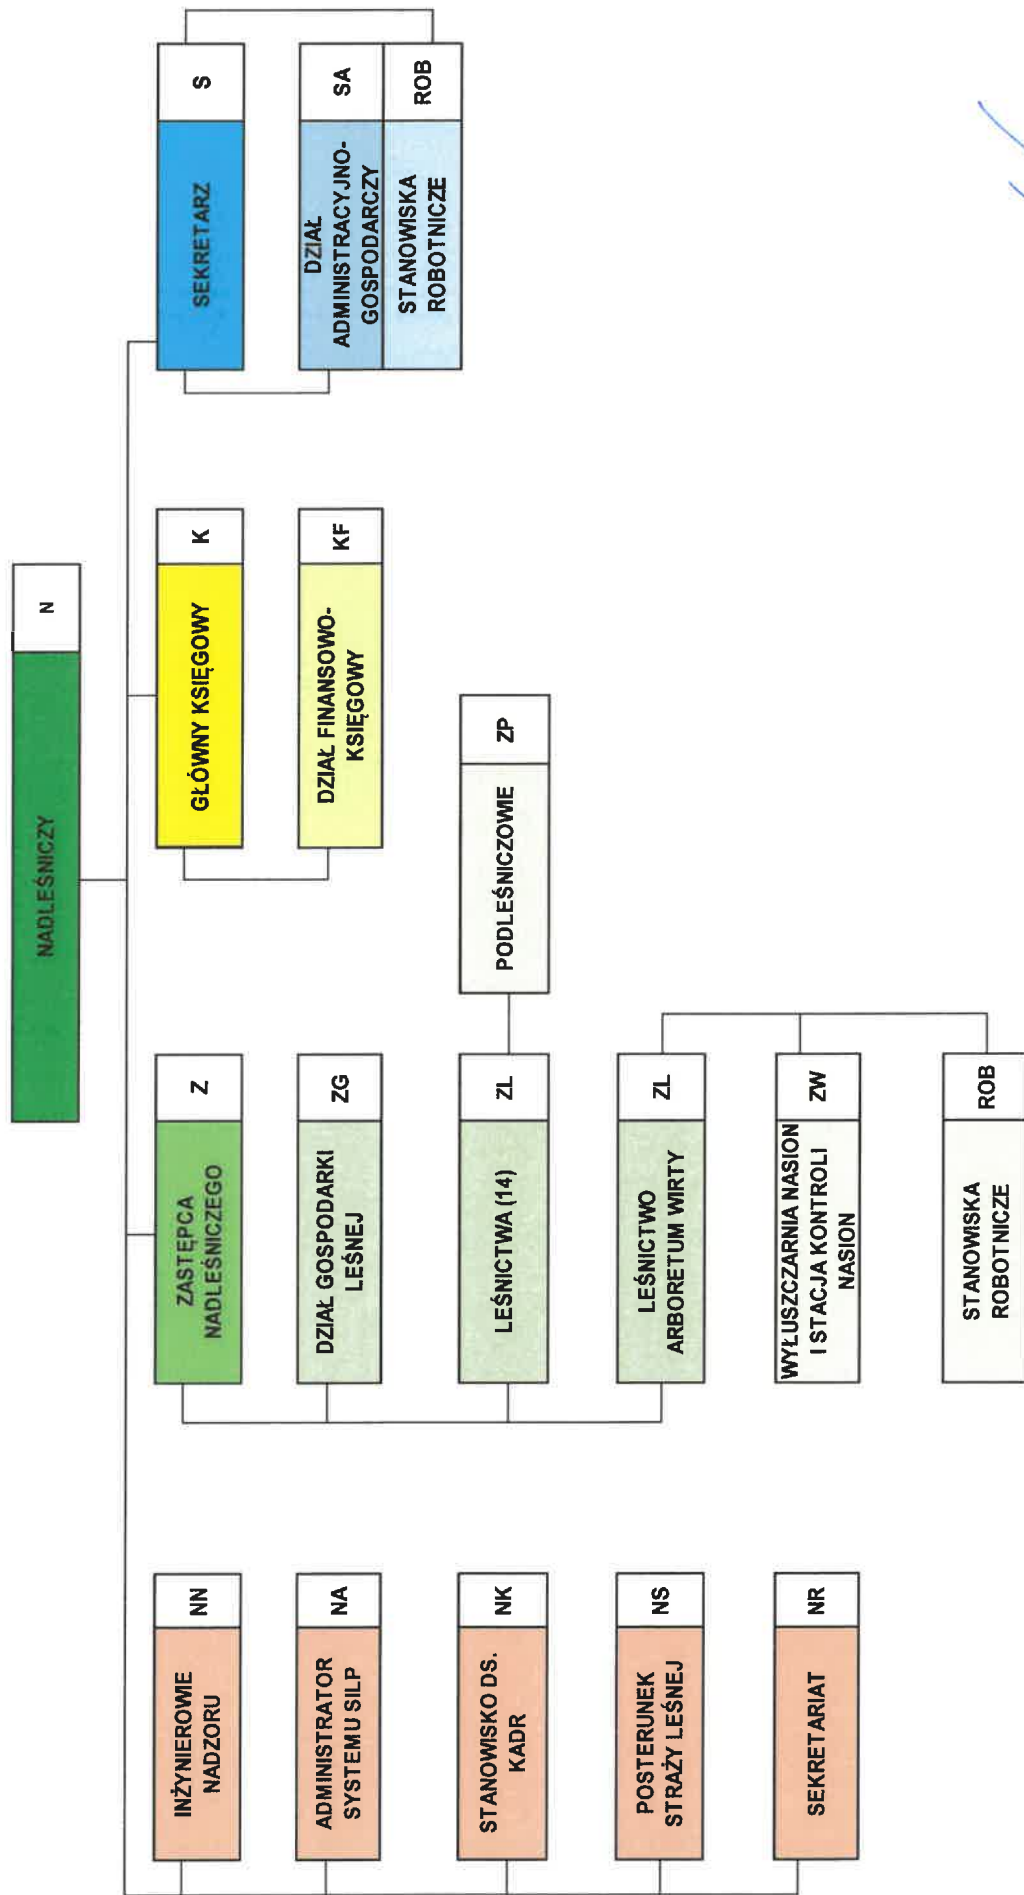 NADLEŚNICZY
N
INŻYNIEROWIE
NADZORU
NN
ADMINISTRATOR
SYSTEMU SILP
NA
STANOWISKO DS.
KADR
NK
POSTERUNEK
STRAŻY LEŚNEJ
NS
SEKRETARIAT
NR
ZASTĘPCA
NADLEŚNICZEGO
Z
DZIAŁ GOSPODARKI
LEŚNEJ
ZG
LEŚNICTWA (14)
ZL
PODLEŚNICZOWIE
ZP
LEŚNICTWO
ARBORETUM WIRTY
ZL
WYŁUSZCZARNIA NASION
I STACJA KONTROLI
NASION
ZW
STANOWISKA
ROBOTNICZE
ROB
GŁÓWNY KSIĘGOWY
K
DZIAŁ FINANSOWO-
KSIĘGOWY
KF
SEKRETARZ
S
DZIAŁ
ADMINISTRACYJNO-
GOSPODARCZY
SA
STANOWISKA
ROBOTNICZE
ROB